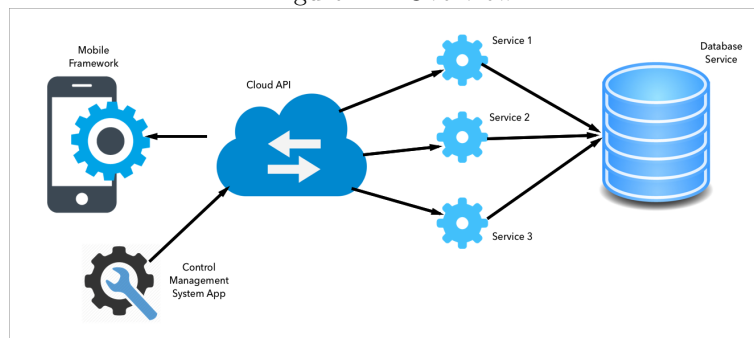 Mobile
Framework
Cloud API
Service 1
Service 2
Service 3
Database
Service
Control
Management
System App